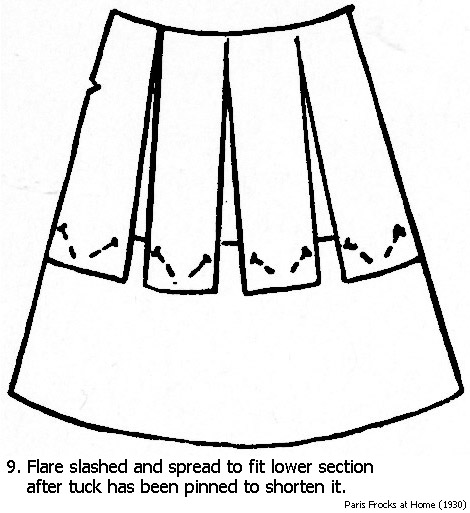 9. Flare slashed and spread to fit lower section
after tuck has been pinned to shorten it.
Paris Frocks at Home (1930)